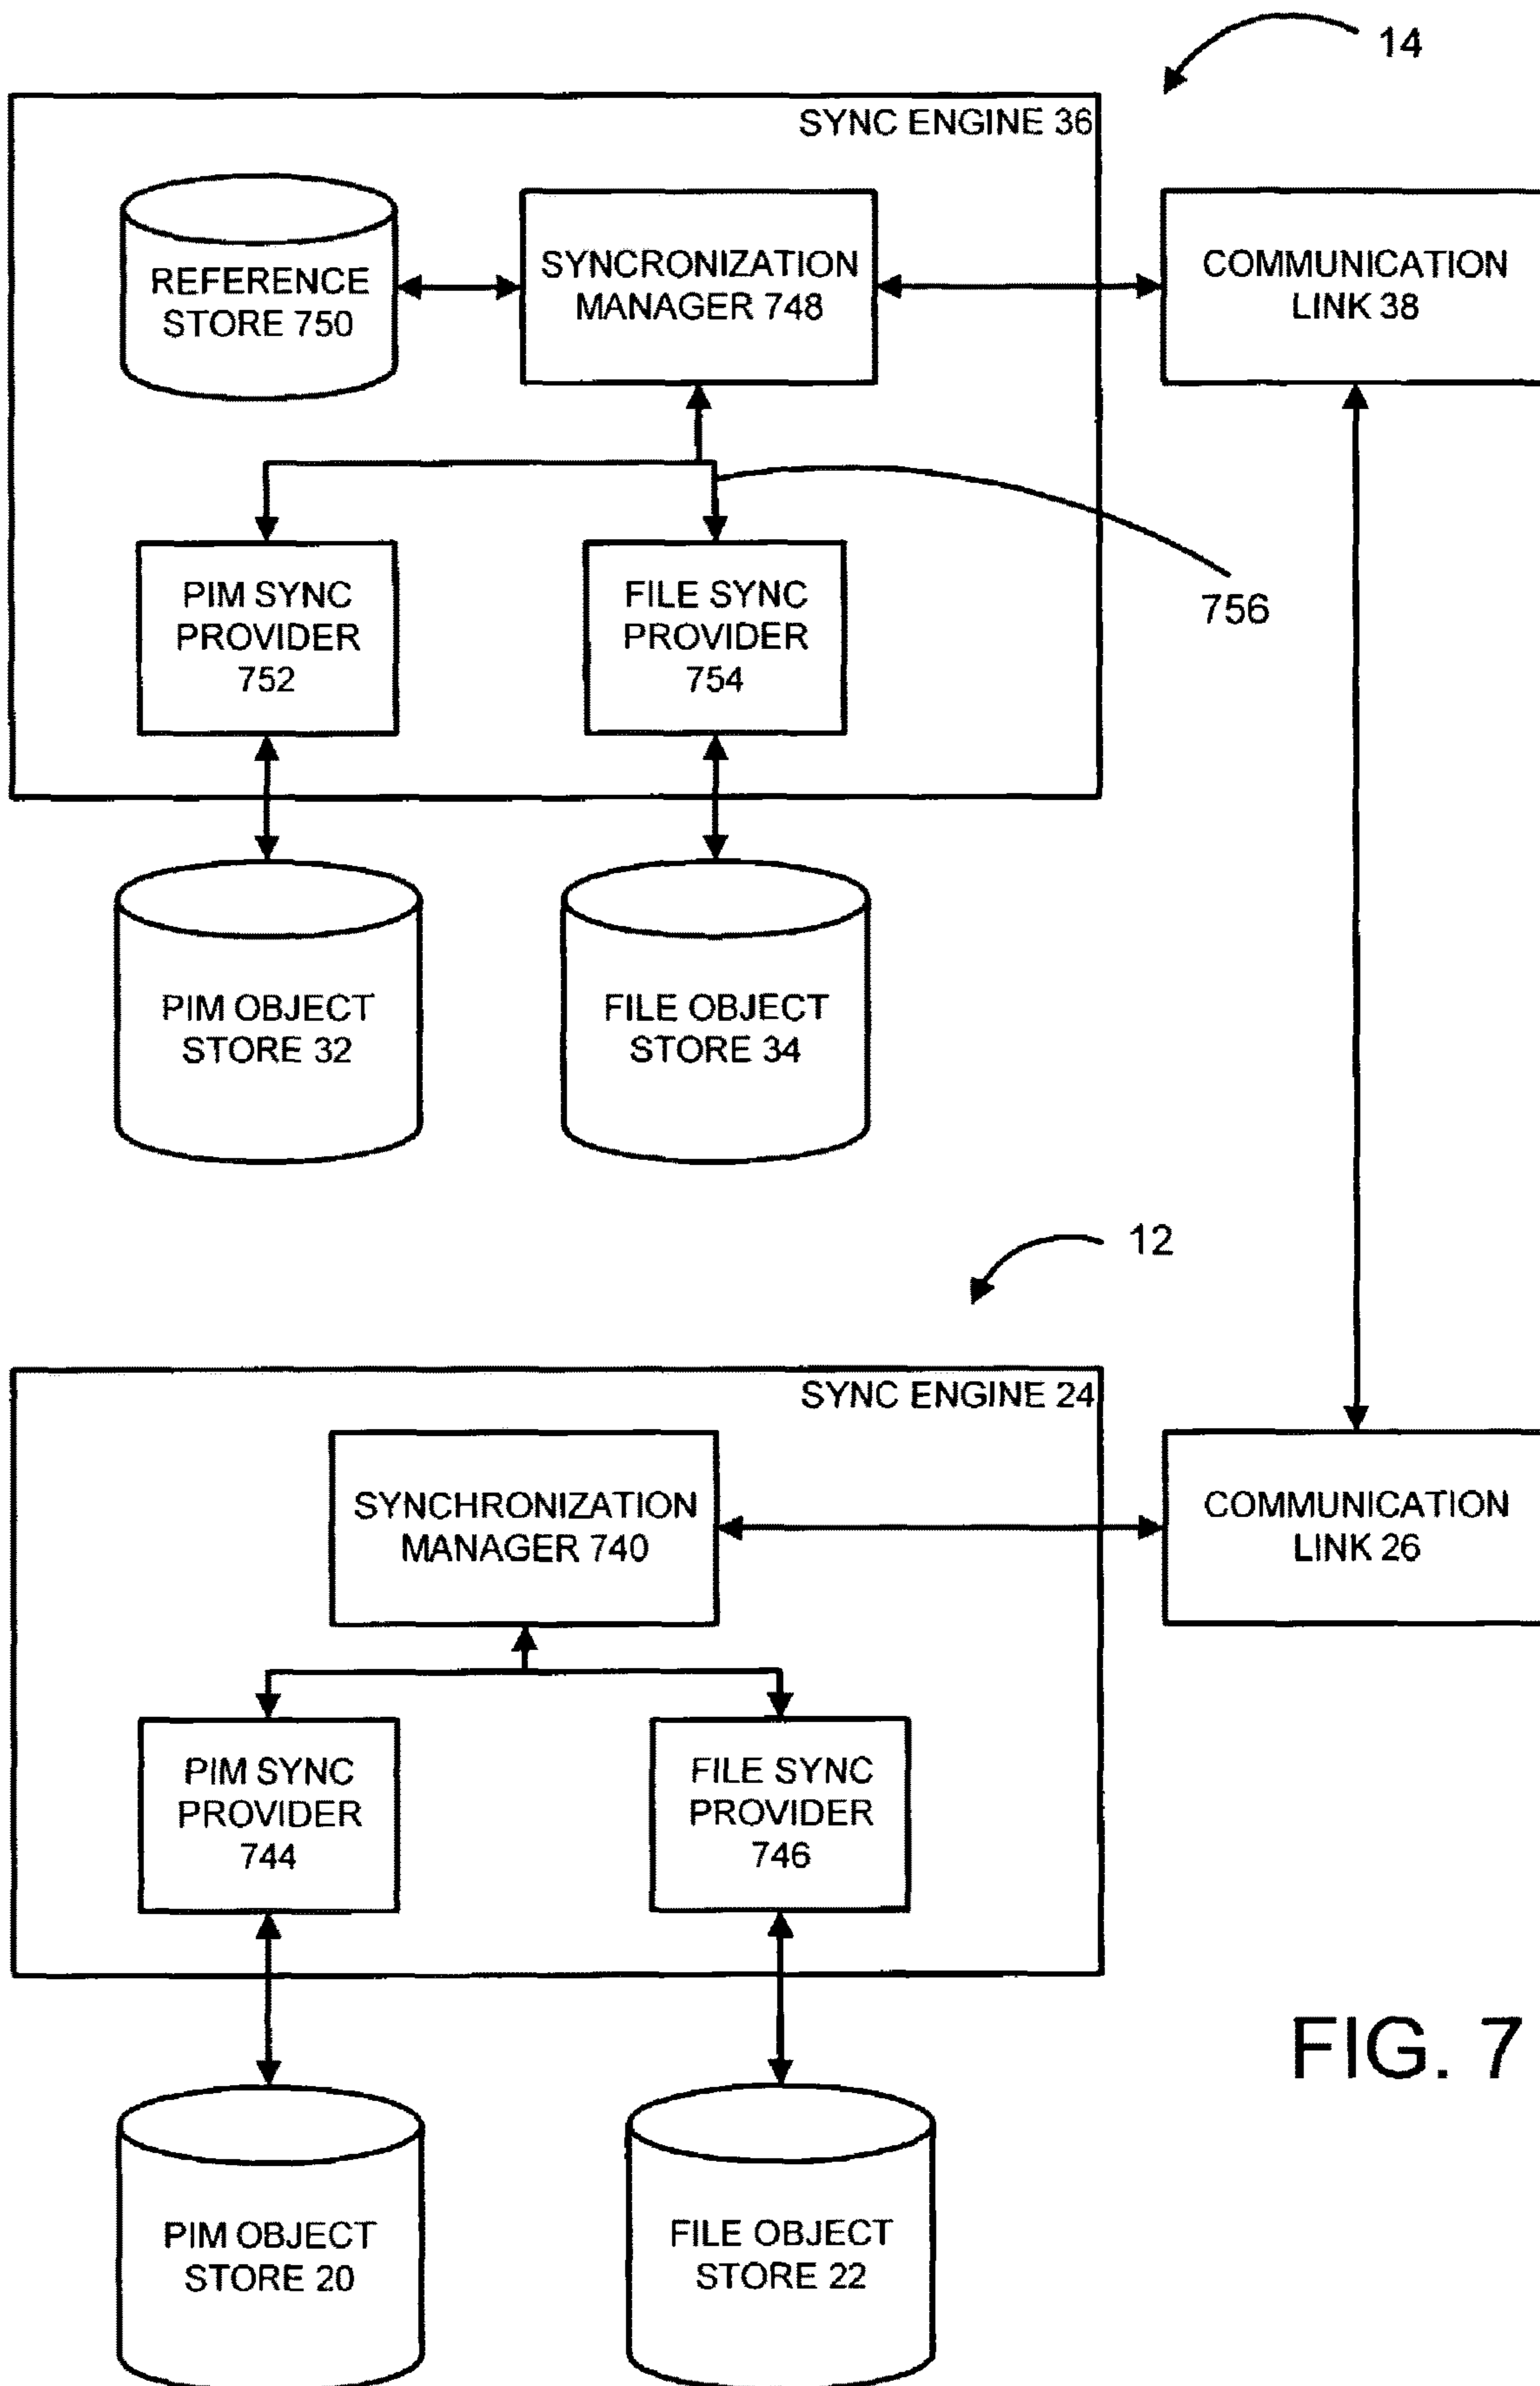 14
SYNC ENGINE 36
REFERENCE
STORE 750
SYNCRONIZATION
MANAGER 748
COMMUNICATION
LINK 38
PIM SYNC
PROVIDER
752
FILE SYNC
PROVIDER
754
756
PIM OBJECT
STORE 32
FILE OBJECT
STORE 34
12
SYNC ENGINE 24
SYNCHRONIZATION
MANAGER 740
COMMUNICATION
LINK 26
PIM SYNC
PROVIDER
744
FILE SYNC
PROVIDER
746
FIG. 7
PIM OBJECT
STORE 20
FILE OBJECT
STORE 22